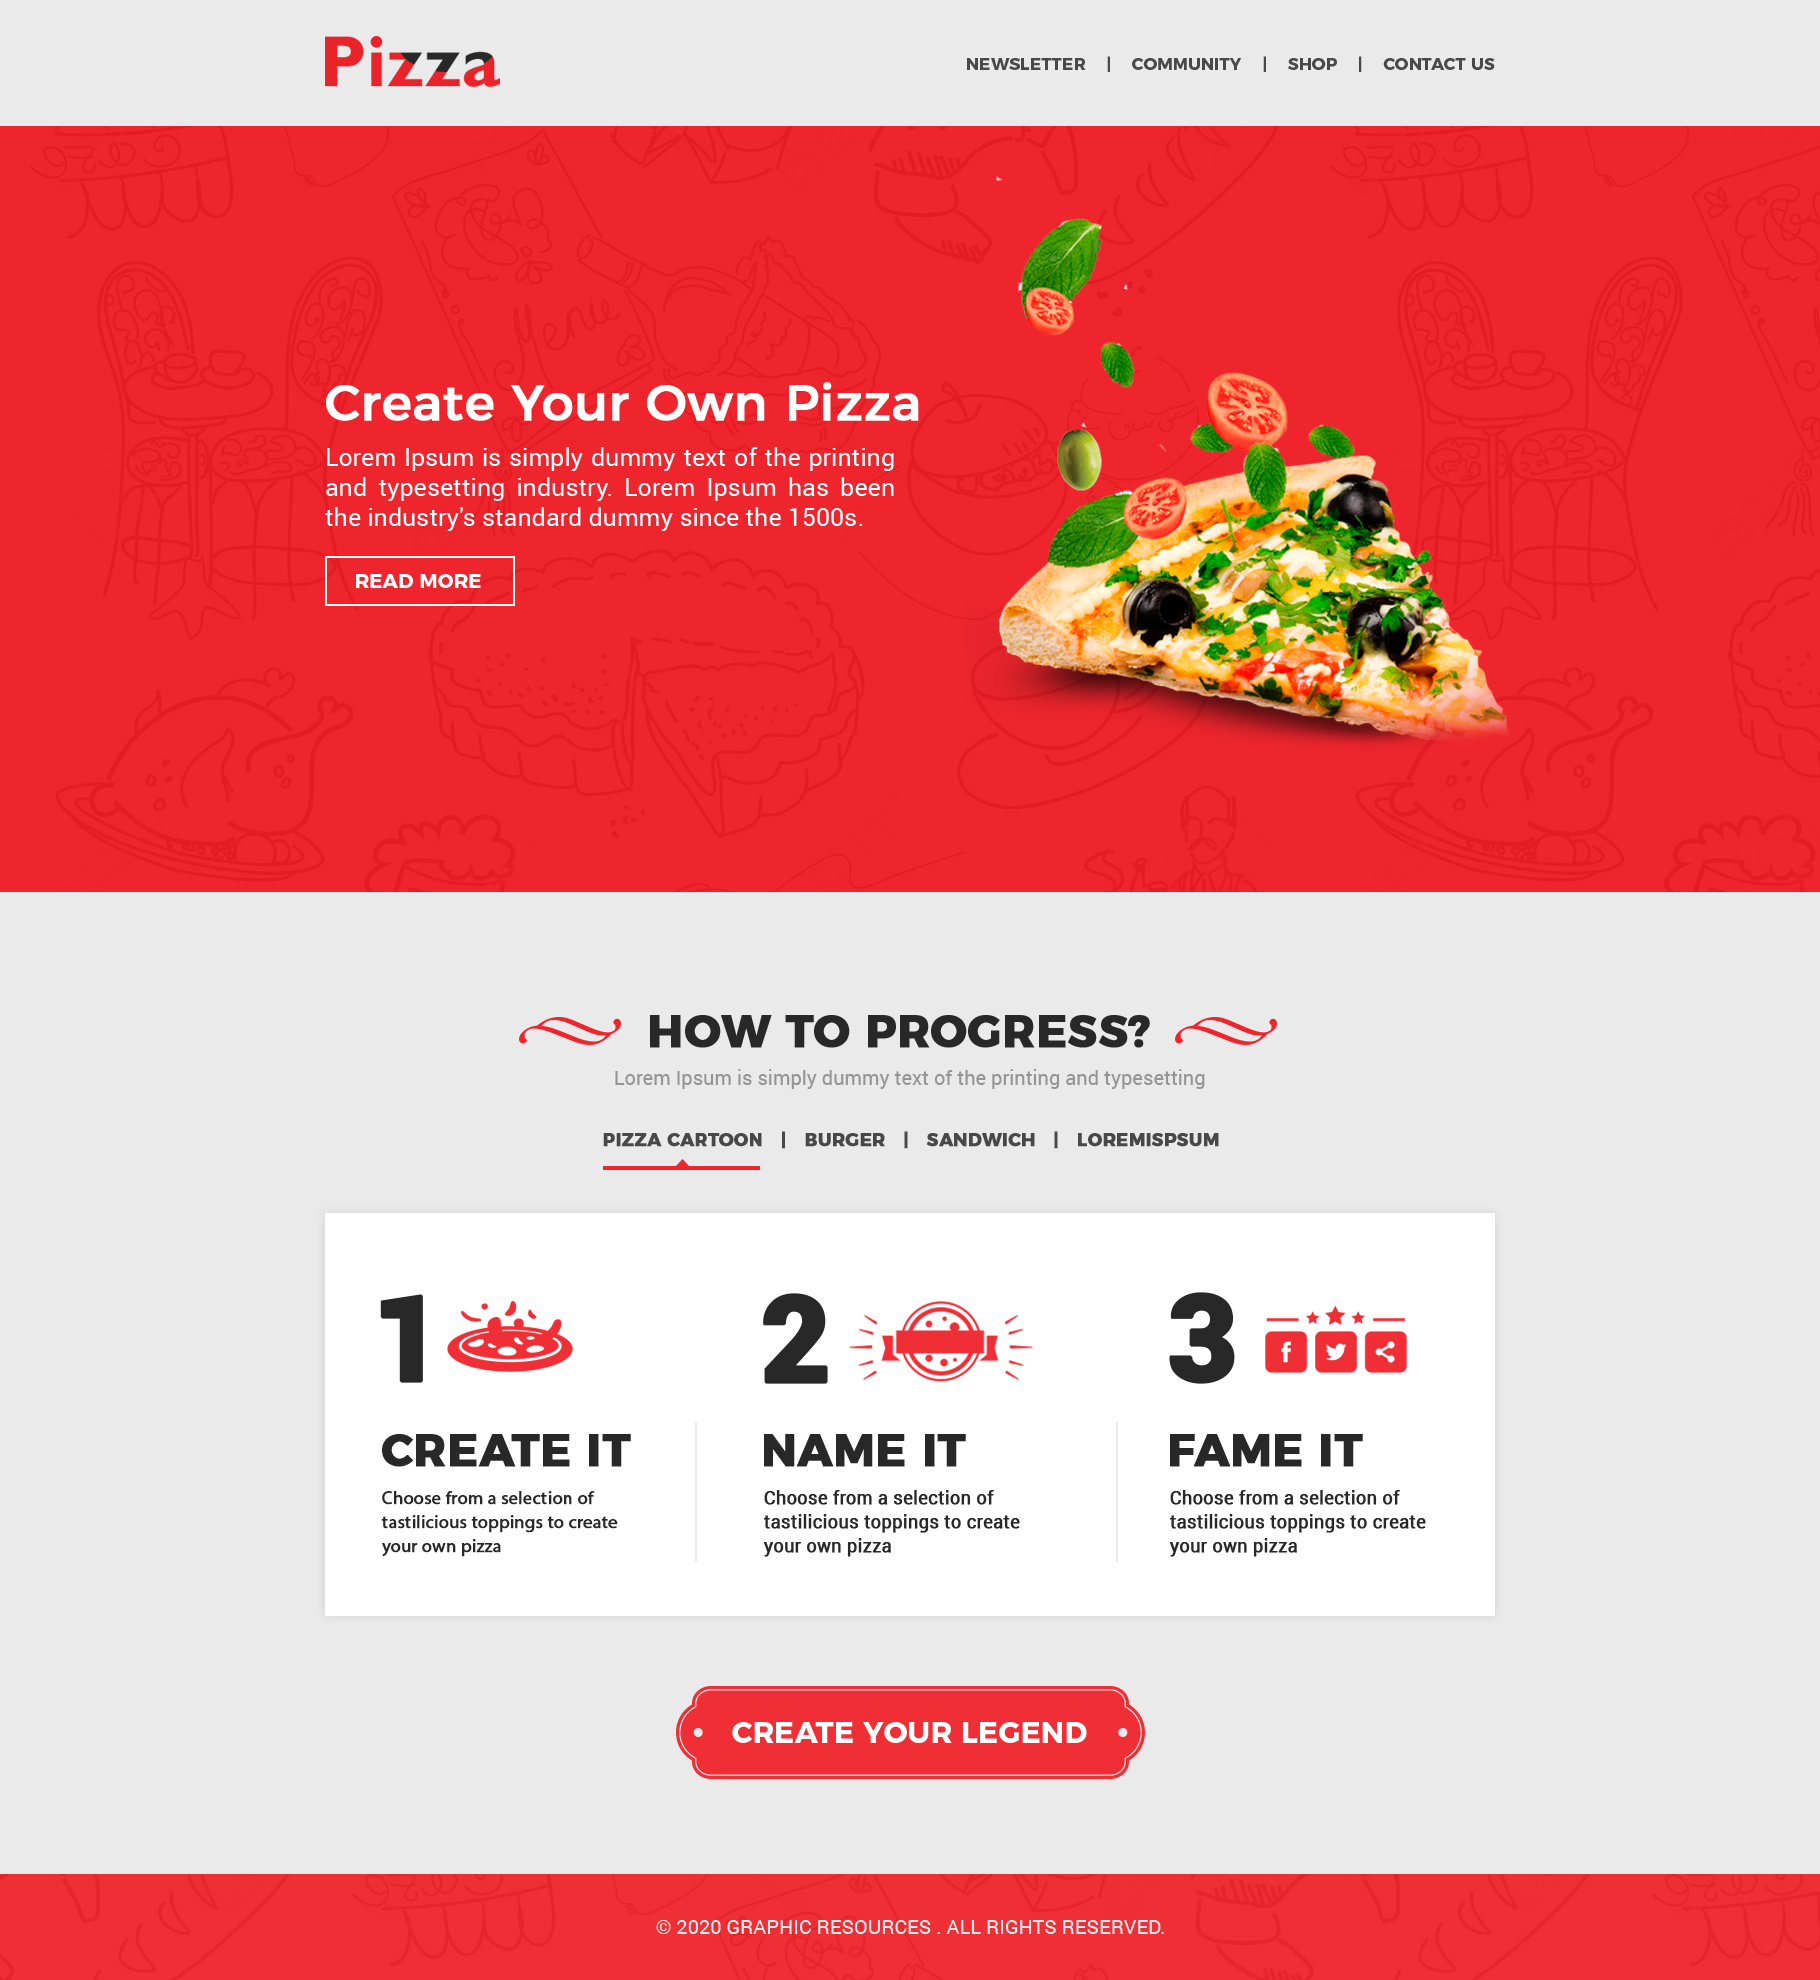 Pizza
NEWSLETTER | COMMUNITY | SHOP | CONTACT US
Menu
Create Your Own Pizza
Lorem Ipsum is simply dummy text of the printing
and typesetting industry. Lorem Ipsum has been
the industry's standard dummy since the 1500s.
READ MORE
HOW TO PROGRESS?
Lorem Ipsum is simply dummy text of the printing and typesetting
PIZZA CARTOON | BURGER | SANDWICH | LOREMISPSUM
1
2
3
f
CREATE IT
Choose from a selection of
tastilicious toppings to create
your own pizza
NAME IT
Choose from a selection of
tastilicious toppings to create
your own pizza
FAME IT
Choose from a selection of
tastilicious toppings to create
your own pizza
CREATE YOUR LEGEND
© 2020 GRAPHIC RESOURCES . ALL RIGHTS RESERVED.